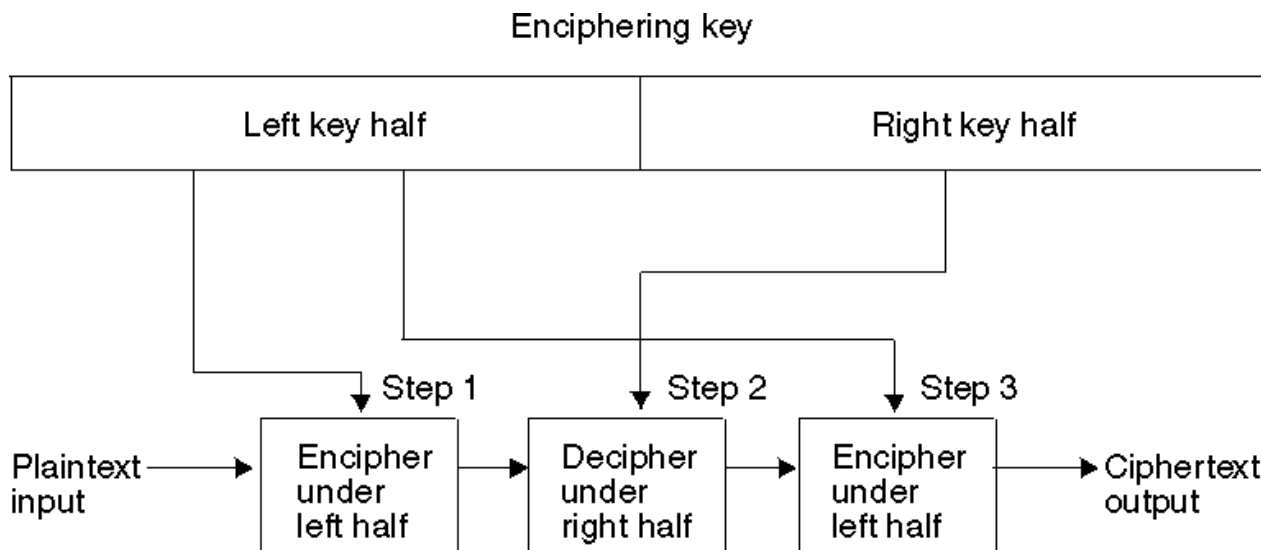 Enciphering key
Left key half
Right key half
Step 1
Step 2
Step 3
Plaintext
input
Encipher
under
left half
Decipher
under
right half
Encipher
under
left half
Ciphertext
output